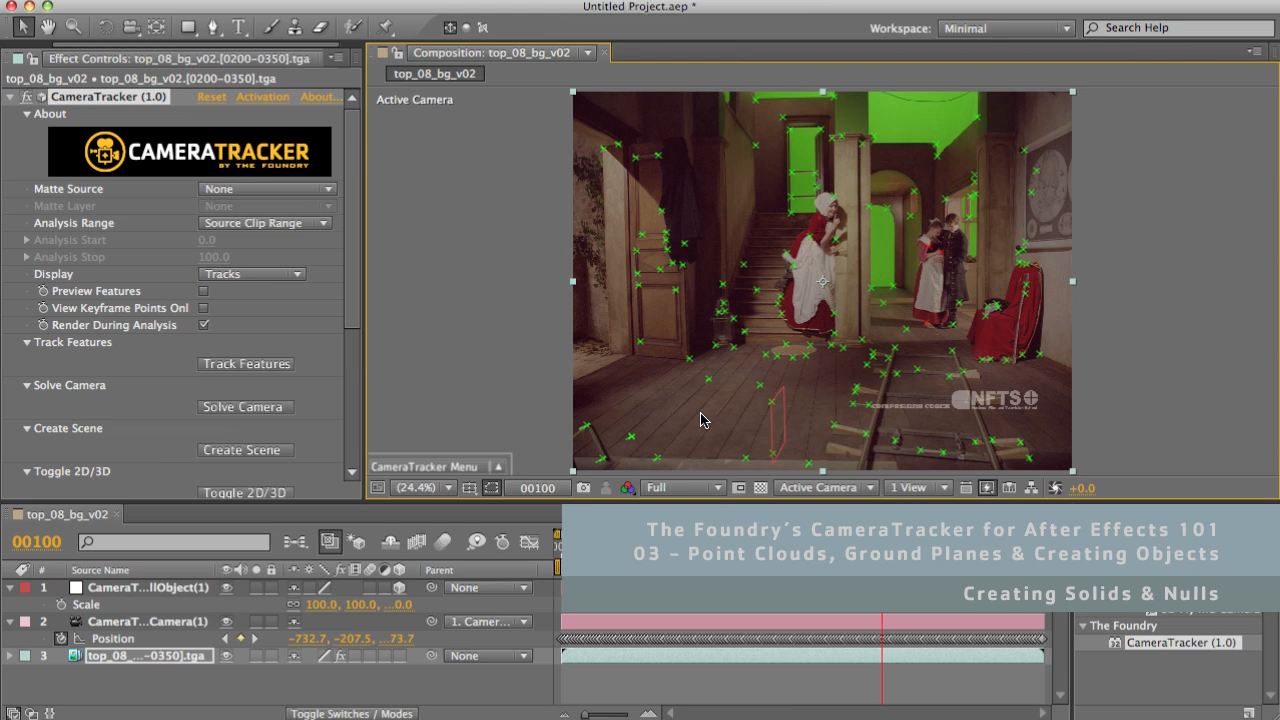 Untitled Project.aep *
Workspace: Minimal
Search Help
Effect Controls: top_08_bg_v02.[0200-0350].tga
Composition: top_08_bg_v02
top_08_bg_v02 • top_08_bg_v02.[0200-0350].tga
top_08_bg_v02
CameraTracker (1.0) Reset Activation About...
Active Camera
About
CAMERATRACKER
BY THE FOUNDRY
Matte Source None
Matte Layer None
Analysis Range Source Clip Range
Analysis Start 0.0
Analysis Stop 100.0
Display Tracks
Preview Features
View Keyframe Points Onl
Render During Analysis
Track Features
Track Features
Solve Camera
Solve Camera
Create Scene
Create Scene
Toggle 2D/3D
Toggle 2D/3D
NFTS
CameraTracker Menu
(24.4%) 00100 Full Active Camera 1 View +0.0
top_08_bg_v02
00100
The Foundry's CameraTracker for After Effects 101
03 - Point Clouds, Ground Planes & Creating Objects
Creating Solids & Nulls
# Source Name Parent
1 CameraT...llObject(1) None
Scale 100.0, 100.0, ...0.0
2 CameraT...Camera(1) 1. Camer...
Position -732.7, -207.5, ...73.7
3 top_08_...-0350].tga None
The Foundry
CameraTracker (1.0)
Toggle Switches / Modes